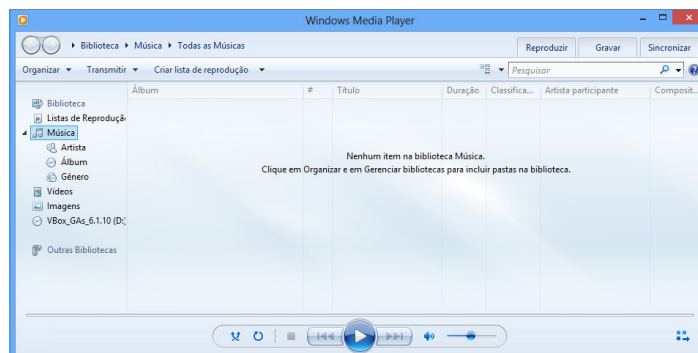 Windows Media Player
Biblioteca Música Todas as Músicas
Reproduzir Gravar Sincronizar
Organizar Transmitir Criar lista de reprodução Pesquisar
Álbum # Título Duração Classifica... Artista participante Composit...
Biblioteca
Listas de Reproduçã
Música
Artista
Álbum
Gênero
Vídeos
Imagens
VBox_GAs_6.1.10 (D:)
Outras Bibliotecas
Nenhum item na biblioteca Música.
Clique em Organizar e em Gerenciar bibliotecas para incluir pastas na biblioteca.